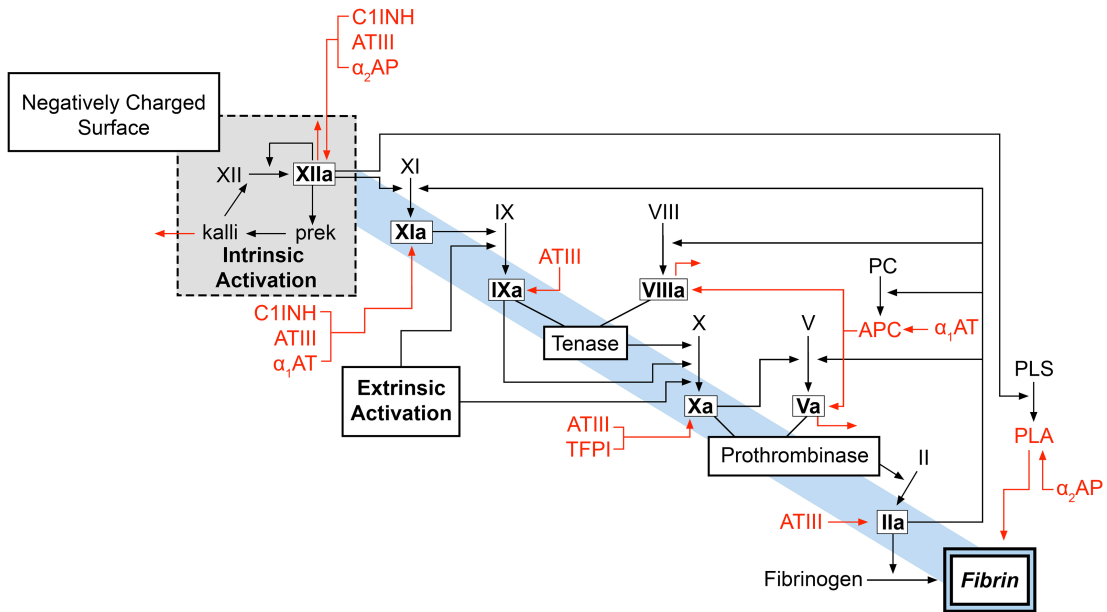 C1INH
ATIII
α₂AP
Negatively Charged
Surface
XII
XIIa
XI
kalli
prek
Intrinsic
Activation
XIa
IX
VIII
ATIII
IXa
VIIIa
PC
C1INH
ATIII
α₁AT
Tenase
X
V
APC
α₁AT
Extrinsic
Activation
PLS
Xa
Va
ATIII
TFPI
Prothrombinase
II
PLA
α₂AP
ATIII
IIa
Fibrinogen
Fibrin